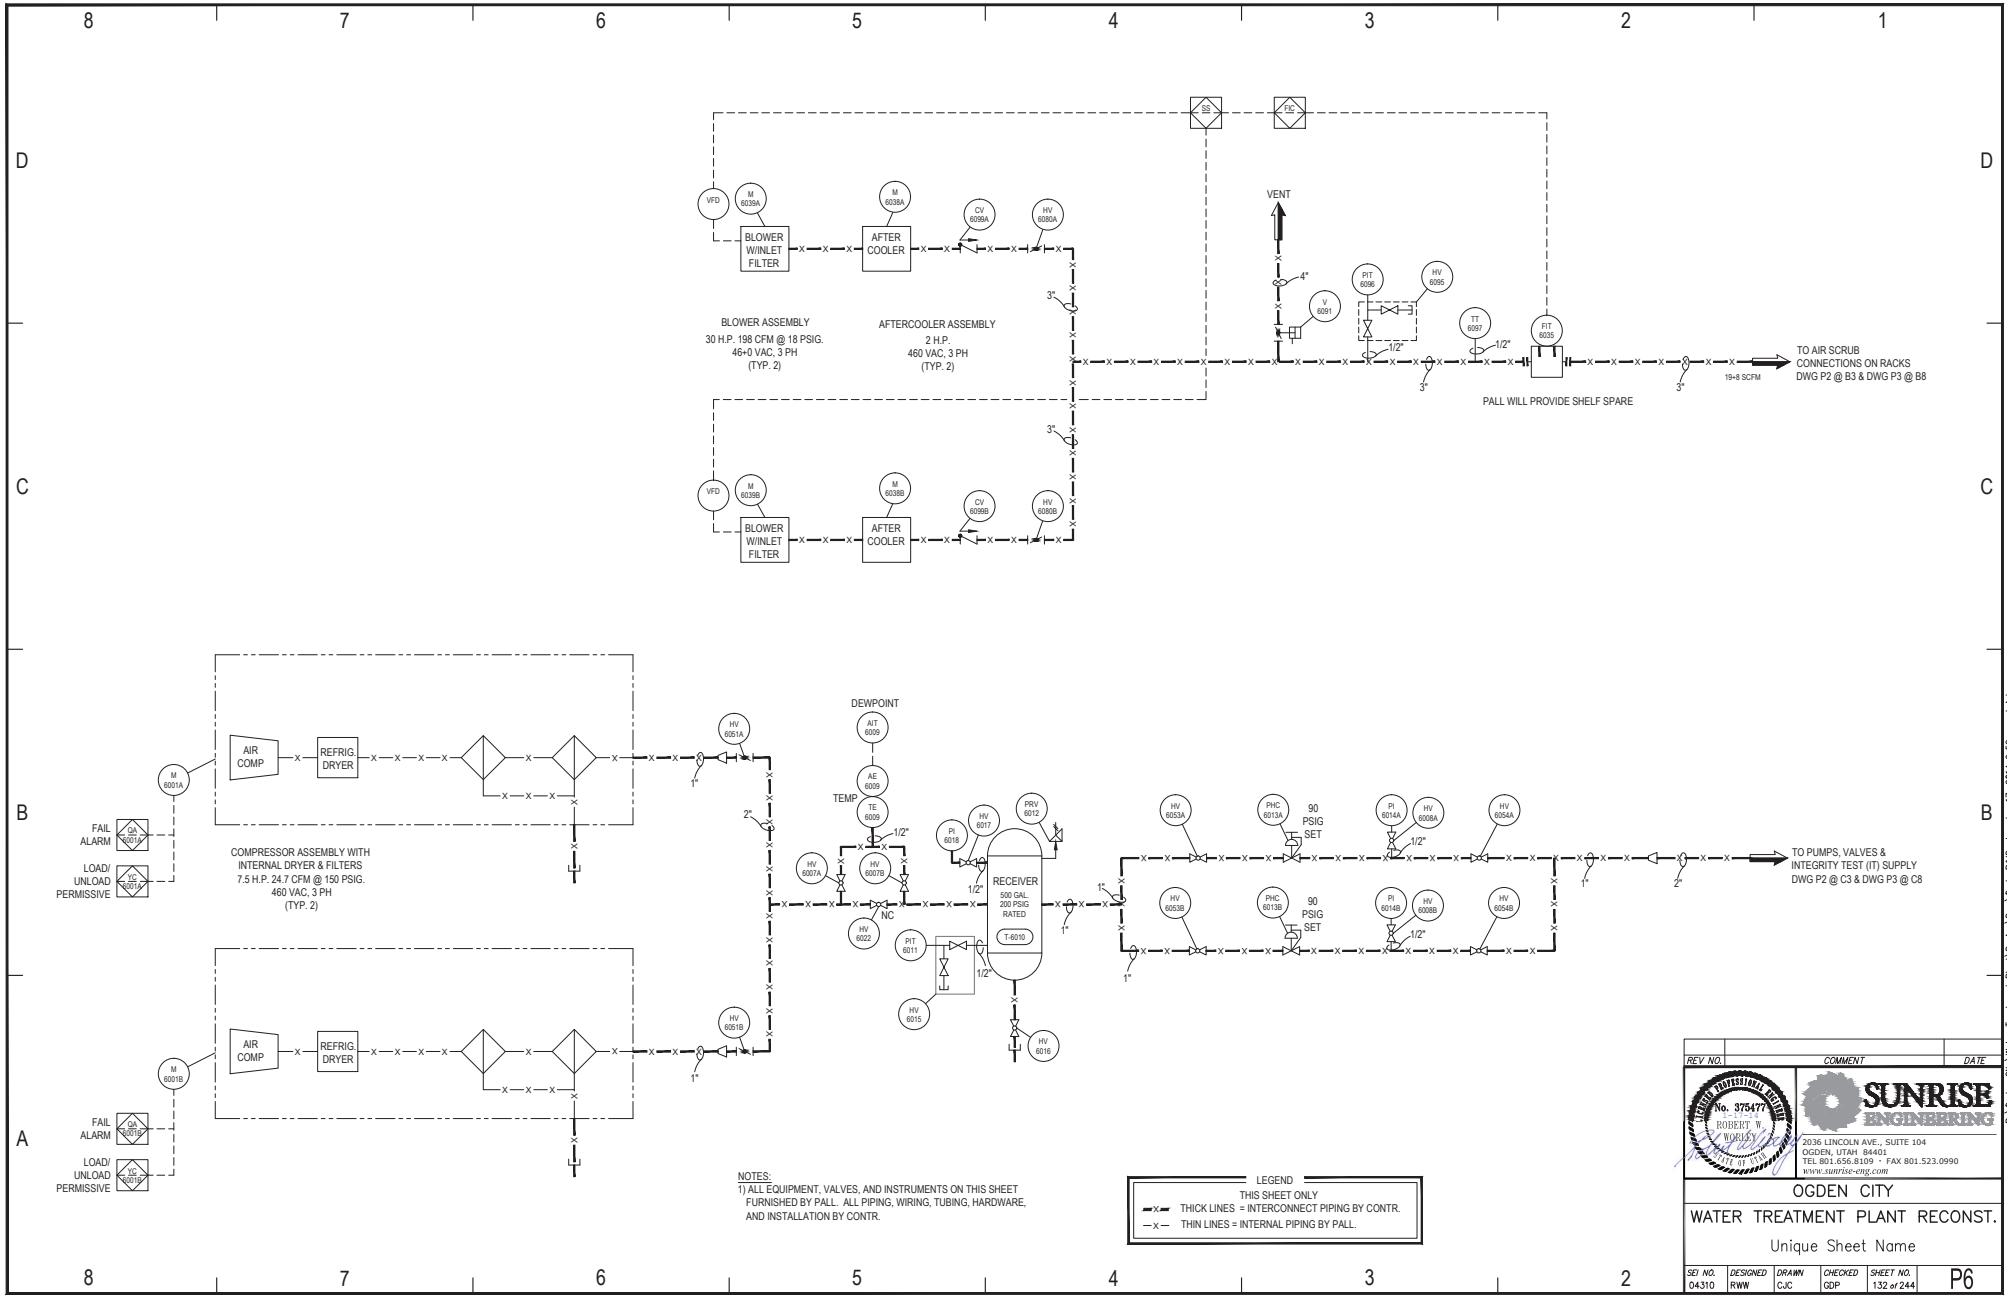 8 7 6 5 4 3 2 1
D
D
C
C
B
B
A
A
SS
FIC
VFD
M
6039A
M
6038A
CV
6099A
HV
6080A
VENT
BLOWER
W/INLET
FILTER
AFTER
COOLER
3"
4"
PIT
6096
HV
6095
V
6091
TT
6097
FIT
6035
1/2"
1/2"
BLOWER ASSEMBLY
30 H.P. 198 CFM @ 18 PSIG.
46+0 VAC, 3 PH
(TYP. 2)
AFTERCOOLER ASSEMBLY
2 H.P.
460 VAC, 3 PH
(TYP. 2)
3"
3"
19+8 SCFM
TO AIR SCRUB
CONNECTIONS ON RACKS
DWG P2 @ B3 & DWG P3 @ B8
PALL WILL PROVIDE SHELF SPARE
3"
VFD
M
6039B
M
6038B
CV
6099B
HV
6080B
BLOWER
W/INLET
FILTER
AFTER
COOLER
AIR
COMP
REFRIG.
DRYER
M
6001A
FAIL
ALARM
QA
6001A
LOAD/
UNLOAD
PERMISSIVE
YC
6001A
COMPRESSOR ASSEMBLY WITH
INTERNAL DRYER & FILTERS
7.5 H.P. 24.7 CFM @ 150 PSIG.
460 VAC, 3 PH
(TYP. 2)
HV
6051A
1"
2"
DEWPOINT
AIT
6009
AE
6009
TEMP
TE
6009
1/2"
HV
6007A
HV
6007B
NC
HV
6022
PI
6018
HV
6017
PRV
6012
1/2"
RECEIVER
500 GAL.
200 PSIG
RATED
T-6010
PIT
6011
1/2"
HV
6015
HV
6016
1"
1"
1"
HV
6053A
PHC
6013A
90
PSIG
SET
PI
6014A
HV
6008A
1/2"
HV
6054A
HV
6053B
PHC
6013B
90
PSIG
SET
PI
6014B
HV
6008B
1/2"
HV
6054B
1"
2"
TO PUMPS, VALVES &
INTEGRITY TEST (IT) SUPPLY
DWG P2 @ C3 & DWG P3 @ C8
AIR
COMP
REFRIG.
DRYER
M
6001B
FAIL
ALARM
QA
6001B
LOAD/
UNLOAD
PERMISSIVE
YC
6001B
HV
6051B
1"
NOTES:
1) ALL EQUIPMENT, VALVES, AND INSTRUMENTS ON THIS SHEET
FURNISHED BY PALL. ALL PIPING, WIRING, TUBING, HARDWARE,
AND INSTALLATION BY CONTR.
LEGEND
THIS SHEET ONLY
-X- THICK LINES = INTERCONNECT PIPING BY CONTR.
-X- THIN LINES = INTERNAL PIPING BY PALL.
REV NO. COMMENT DATE
LICENSED PROFESSIONAL ENGINEER
No. 375477
1-17-14
ROBERT W.
WORLEY
STATE OF UTAH
SUNRISE
ENGINEERING
2036 LINCOLN AVE., SUITE 104
OGDEN, UTAH 84401
TEL 801.656.8109 · FAX 801.523.0990
www.sunrise-eng.com
OGDEN CITY
WATER TREATMENT PLANT RECONST.
Unique Sheet Name
SEI NO. DESIGNED DRAWN CHECKED SHEET NO.
04310 RWW CJC GDP 132 of 244 P6
8 7 6 5 4 3 2